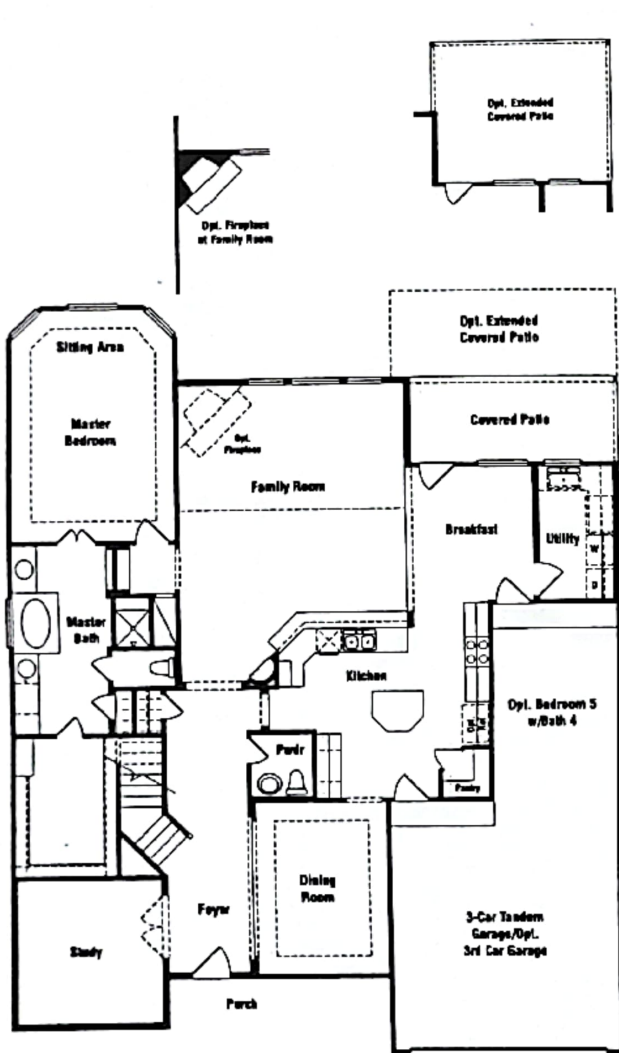 Opt. Extended
Covered Patio
Opt. Fireplace
at Family Room
Opt. Extended
Covered Patio
Sitting Area
Covered Patio
Master
Bedroom
Opt.
Fireplace
Family Room
Breakfast
Utility
W
D
Master
Bath
Kitchen
Opt. Bedroom 5
w/Bath 4
Opt.
Ref.
Pwdr
Pantry
Dining
Room
Foyer
3-Car Tandem
Garage/Opt.
3rd Car Garage
Study
Porch